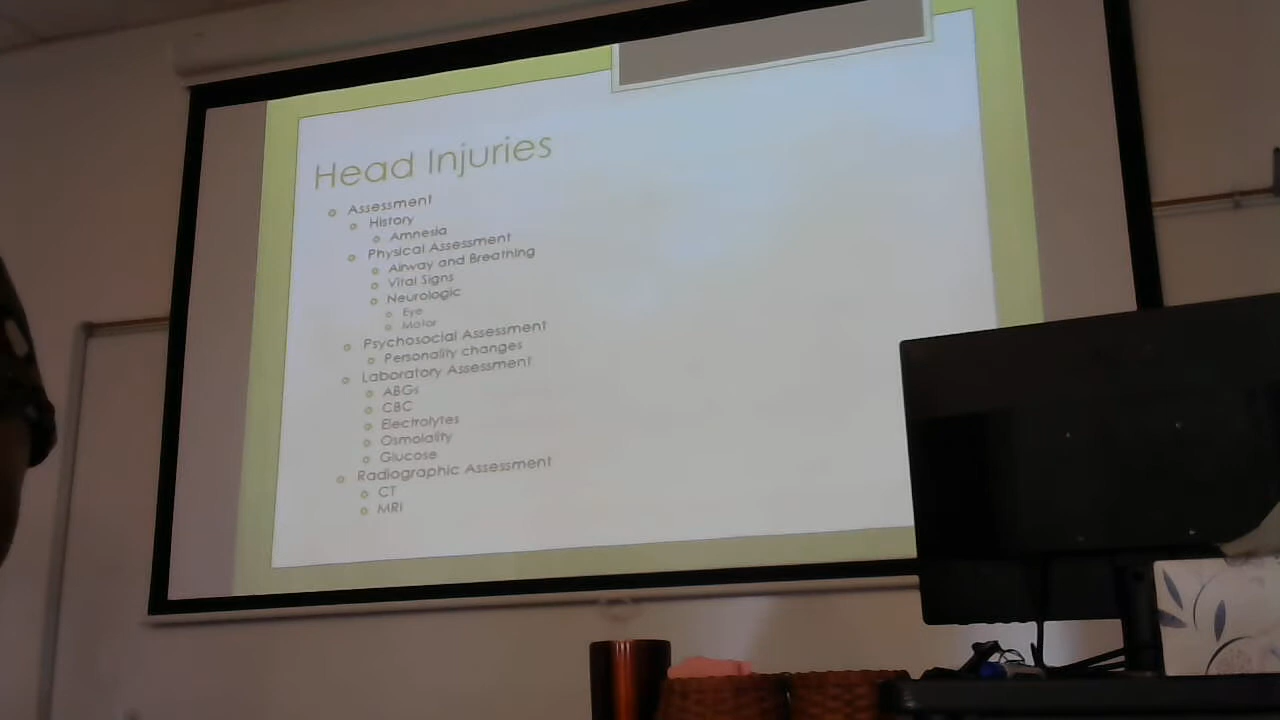 Head Injuries
Assessment
History
Amnesia
Physical Assessment
Airway and Breathing
Vital Signs
Neurologic
Eye
Motor
Psychosocial Assessment
Personality changes
Laboratory Assessment
ABGs
CBC
Electrolytes
Osmolality
Glucose
Radiographic Assessment
CT
MRI